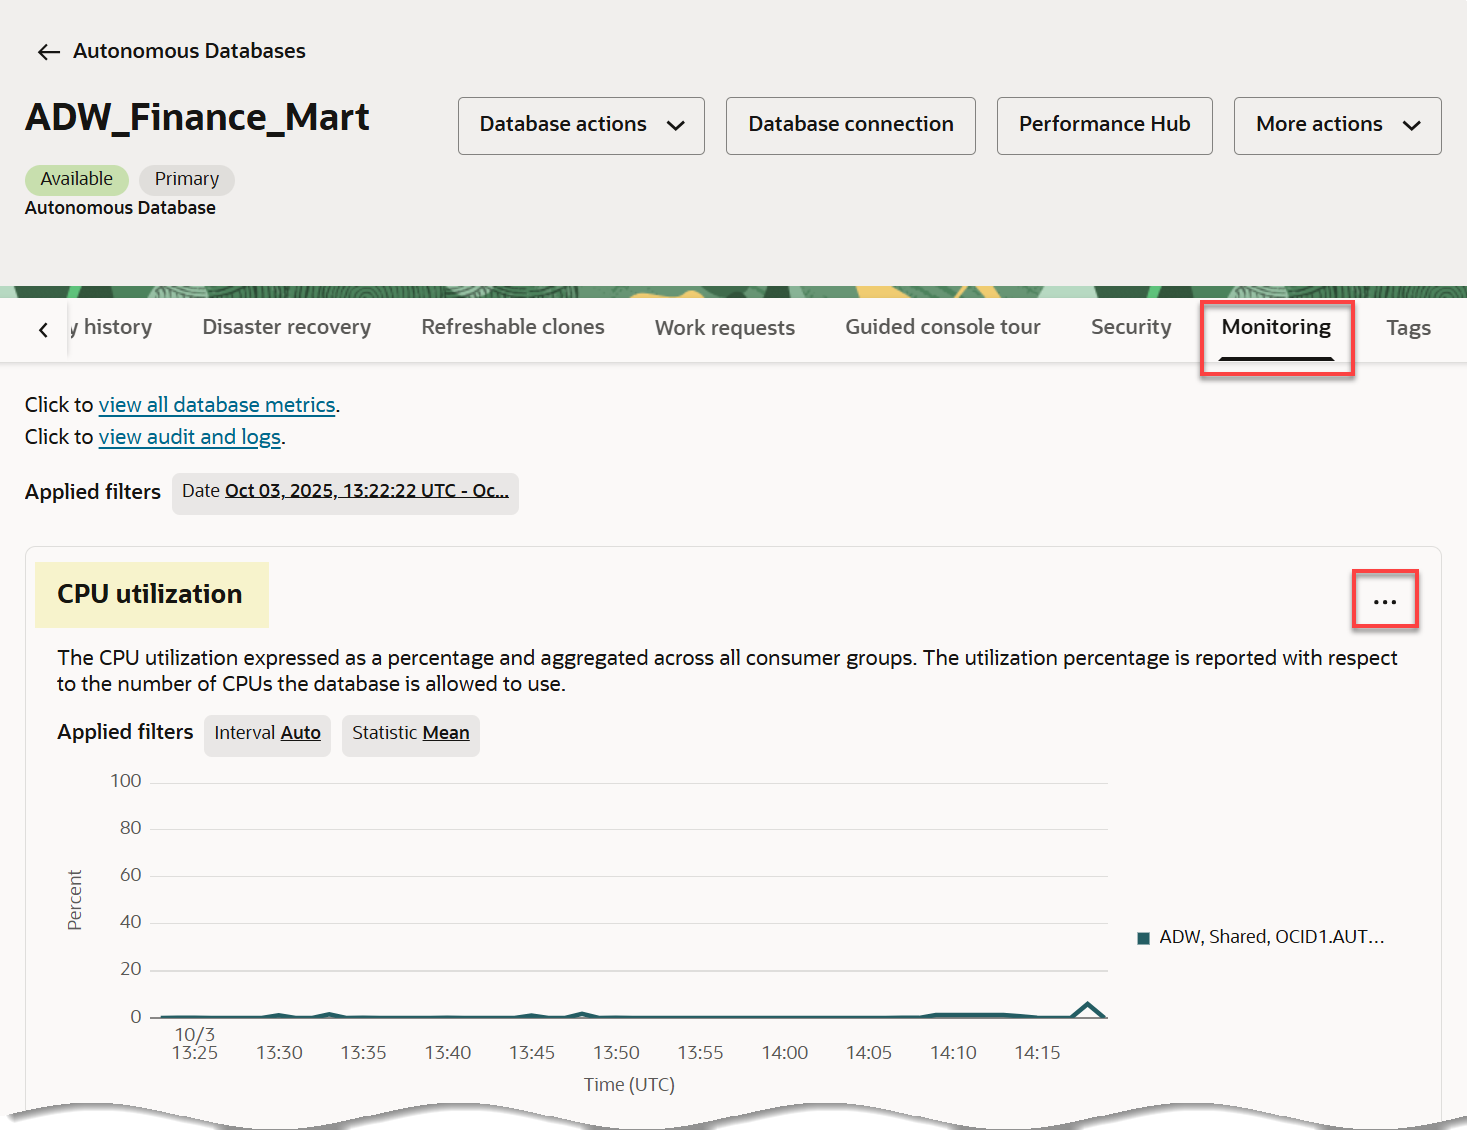 Autonomous Databases
ADW_Finance_Mart
Database actions
Database connection
Performance Hub
More actions
Available
Primary
Autonomous Database
y history
Disaster recovery
Refreshable clones
Work requests
Guided console tour
Security
Monitoring
Tags
Click to view all database metrics.
Click to view audit and logs.
Applied filters
Date Oct 03, 2025, 13:22:22 UTC - Oc...
CPU utilization
...
The CPU utilization expressed as a percentage and aggregated across all consumer groups. The utilization percentage is reported with respect
to the number of CPUs the database is allowed to use.
Applied filters
Interval Auto
Statistic Mean
100
80
60
40
20
0
Percent
ADW, Shared, OCID1.AUT...
10/3
13:25 13:30 13:35 13:40 13:45 13:50 13:55 14:00 14:05 14:10 14:15
Time (UTC)